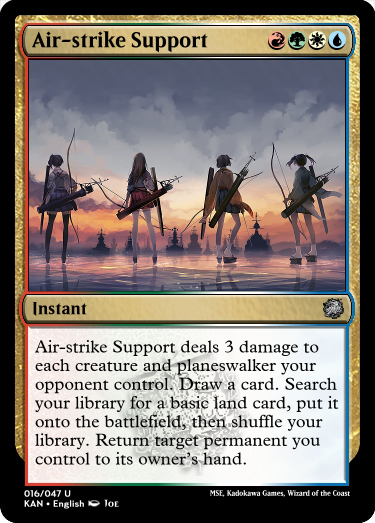 Air-strike Support
Instant
Air-strike Support deals 3 damage to
each creature and planeswalker your
opponent control. Draw a card. Search
your library for a basic land card, put it
onto the battlefield, then shuffle your
library. Return target permanent you
control to its owner's hand.
016/047 U
KAN • English JOE
MSE, Kadokawa Games, Wizard of the Coast